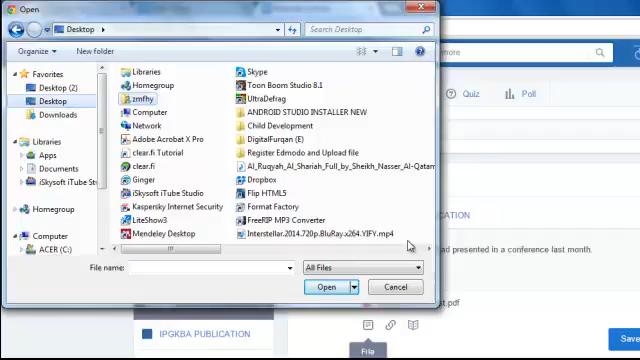 Open
Desktop
Search Desktop
Organize
New folder
Favorites
Desktop (2)
Desktop
Downloads
Libraries
Apps
Documents
iSkysoft iTube Stu
Homegroup
Computer
ACER (C:)
Libraries
Homegroup
zmfhy
Computer
Network
Adobe Acrobat X Pro
clear.fi Tutorial
clear.fi
Ginger
iSkysoft iTube Studio
Kaspersky Internet Security
LiteShow3
Mendeley Desktop
Skype
Toon Boom Studio 8.1
UltraDefrag
ANDROID STUDIO INSTALLER NEW
Child Development
DigitalFurqan (E)
Register Edmodo and Upload file
Al_Ruqyah_Al_Shariah_Full_by_Sheikh_Nasser_Al-Qatam
Dropbox
Flip HTML5
Format Factory
FreeRIP MP3 Converter
Interstellar.2014.720p.BluRay.x264.YIFY.mp4
File name:
All Files
Open
Cancel
more
Quiz
Poll
CATION
ad presented in a conference last month.
st.pdf
IPGKBA PUBLICATION
File
Save